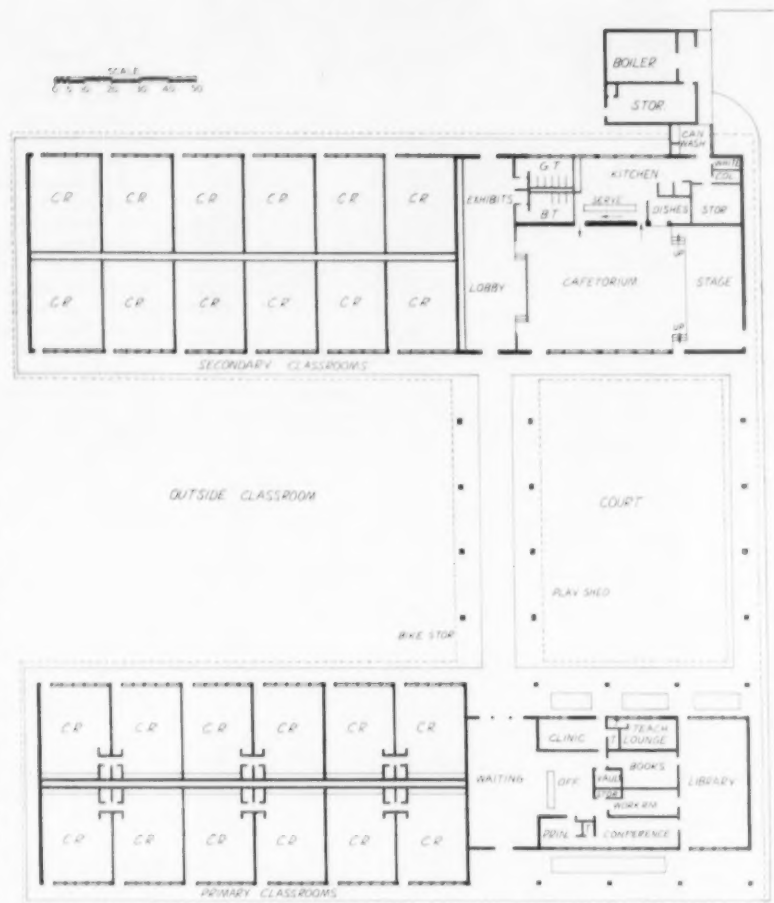 BOILER
SCALE
0 5 10 20 30 40 50
STOR.
CAN
WASH
C.R. C.R. C.R. C.R. C.R. C.R.
EXHIBITS
G.T.
KITCHEN
WHITE
COL.
B.T.
SERVE
DISHES
STOR
UP
C.R. C.R. C.R. C.R. C.R. C.R.
LOBBY
CAFETORIUM
STAGE
UP
SECONDARY CLASSROOMS
OUTSIDE CLASSROOM
COURT
PLAY SHED
BIKE STOR
C.R. C.R. C.R. C.R. C.R. C.R.
CLINIC
T.
TEACH
LOUNGE
WAITING
OFF.
VAULT
BOOKS
LIBRARY
STOR
WORK RM.
C.R. C.R. C.R. C.R. C.R. C.R.
PRIN.
T
CONFERENCE
PRIMARY CLASSROOMS